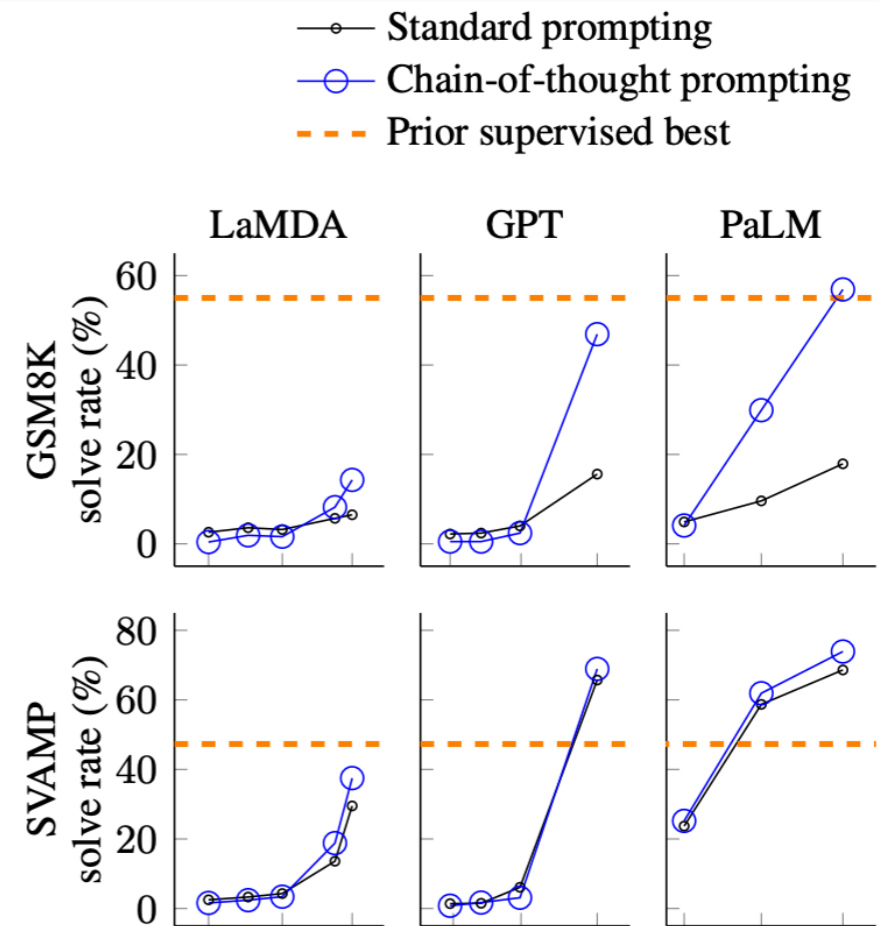 Standard prompting
Chain-of-thought prompting
Prior supervised best
LaMDA GPT PaLM
GSM8K
solve rate (%)
60
40
20
0
SVAMP
solve rate (%)
80
60
40
20
0